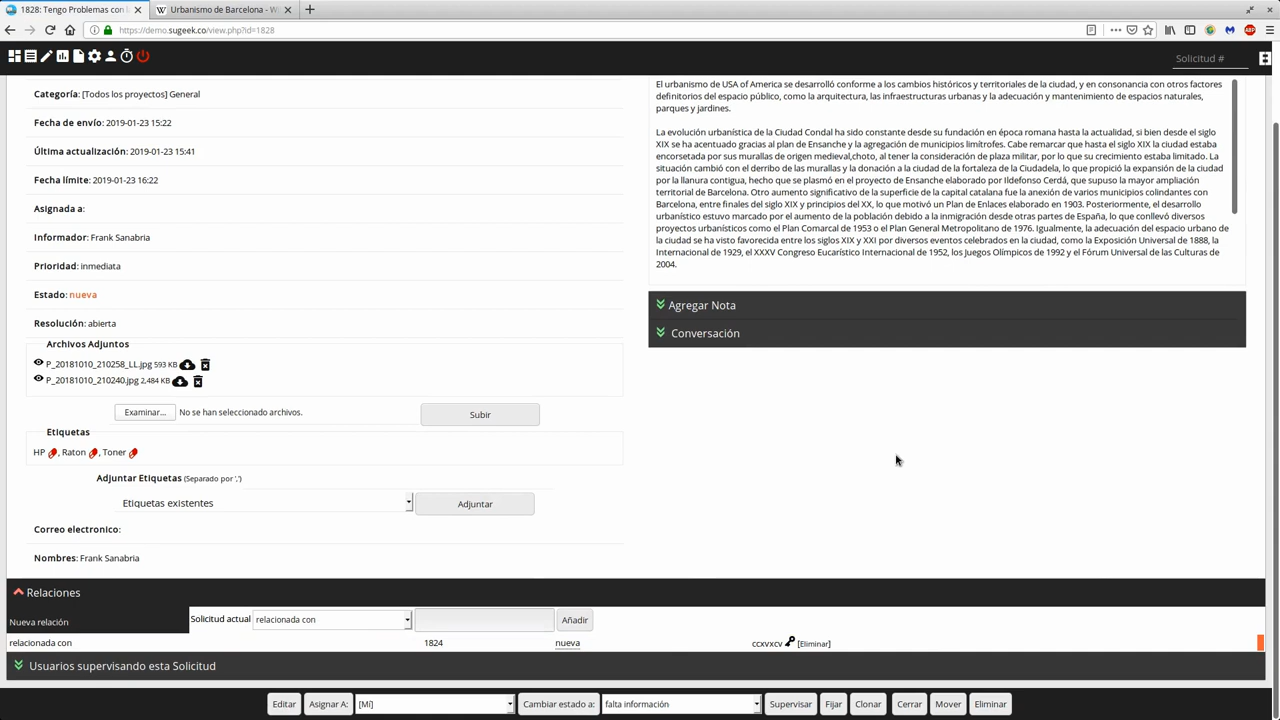 1828: Tengo Problemas con
Urbanismo de Barcelona - W
https://demo.sugeek.co/view.php?id=1828
Solicitud #
Categoría: [Todos los proyectos] General
Fecha de envío: 2019-01-23 15:22
Última actualización: 2019-01-23 15:41
Fecha límite: 2019-01-23 16:22
Asignada a:
Informador: Frank Sanabria
Prioridad: inmediata
Estado: nueva
Resolución: abierta
Archivos Adjuntos
P_20181010_210258_LL.jpg 593 KB
P_20181010_210240.jpg 2,484 KB
Examinar... No se han seleccionado archivos.
Subir
Etiquetas
HP , Raton , Toner
Adjuntar Etiquetas (Separado por ',')
Etiquetas existentes
Adjuntar
Correo electronico:
Nombres: Frank Sanabria
El urbanismo de USA of America se desarrolló conforme a los cambios históricos y territoriales de la ciudad, y en consonancia con otros factores
definitorios del espacio público, como la arquitectura, las infraestructuras urbanas y la adecuación y mantenimiento de espacios naturales,
parques y jardines.
La evolución urbanística de la Ciudad Condal ha sido constante desde su fundación en época romana hasta la actualidad, si bien desde el siglo
XIX se ha acentuado gracias al plan de Ensanche y la agregación de municipios limítrofes. Cabe remarcar que hasta el siglo XIX la ciudad estaba
encorsetada por sus murallas de origen medieval,choto, al tener la consideración de plaza militar, por lo que su crecimiento estaba limitado. La
situación cambió con el derribo de las murallas y la donación a la ciudad de la fortaleza de la Ciudadela, lo que propició la expansión de la ciudad
por la llanura contigua, hecho que se plasmó en el proyecto de Ensanche elaborado por Ildefonso Cerdá, que supuso la mayor ampliación
territorial de Barcelona. Otro aumento significativo de la superficie de la capital catalana fue la anexión de varios municipios colindantes con
Barcelona, entre finales del siglo XIX y principios del XX, lo que motivó un Plan de Enlaces elaborado en 1903. Posteriormente, el desarrollo
urbanístico estuvo marcado por el aumento de la población debido a la inmigración desde otras partes de España, lo que conllevó diversos
proyectos urbanísticos como el Plan Comarcal de 1953 o el Plan General Metropolitano de 1976. Igualmente, la adecuación del espacio urbano de
la ciudad se ha visto favorecida entre los siglos XIX y XXI por diversos eventos celebrados en la ciudad, como la Exposición Universal de 1888, la
Internacional de 1929, el XXXV Congreso Eucarístico Internacional de 1952, los Juegos Olímpicos de 1992 y el Fórum Universal de las Culturas de
2004.
Agregar Nota
Conversación
Relaciones
Nueva relación
Solicitud actual relacionada con Añadir
relacionada con 1824 nueva ccxvxcv [Eliminar]
Usuarios supervisando esta Solicitud
Editar Asignar A: [Mí] Cambiar estado a: falta información Supervisar Fijar Clonar Cerrar Mover Eliminar